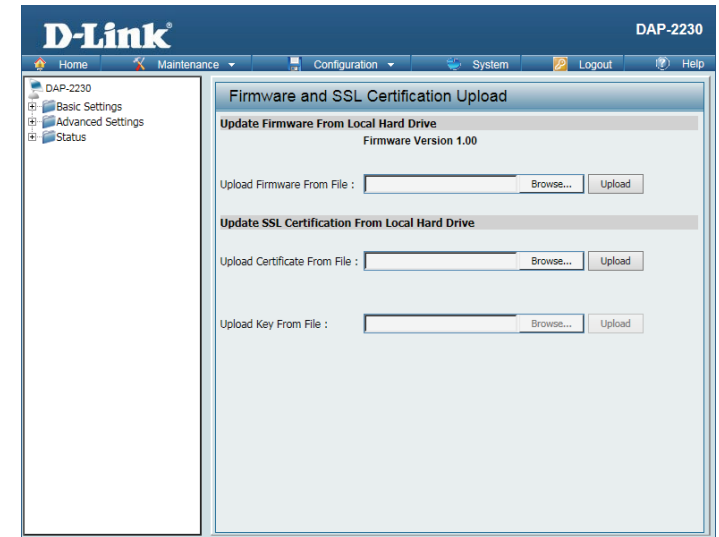 D-Link®
DAP-2230
Home Maintenance Configuration System Logout Help
DAP-2230
Basic Settings
Advanced Settings
Status
Firmware and SSL Certification Upload
Update Firmware From Local Hard Drive
Firmware Version 1.00
Upload Firmware From File : Browse... Upload
Update SSL Certification From Local Hard Drive
Upload Certificate From File : Browse... Upload
Upload Key From File : Browse... Upload